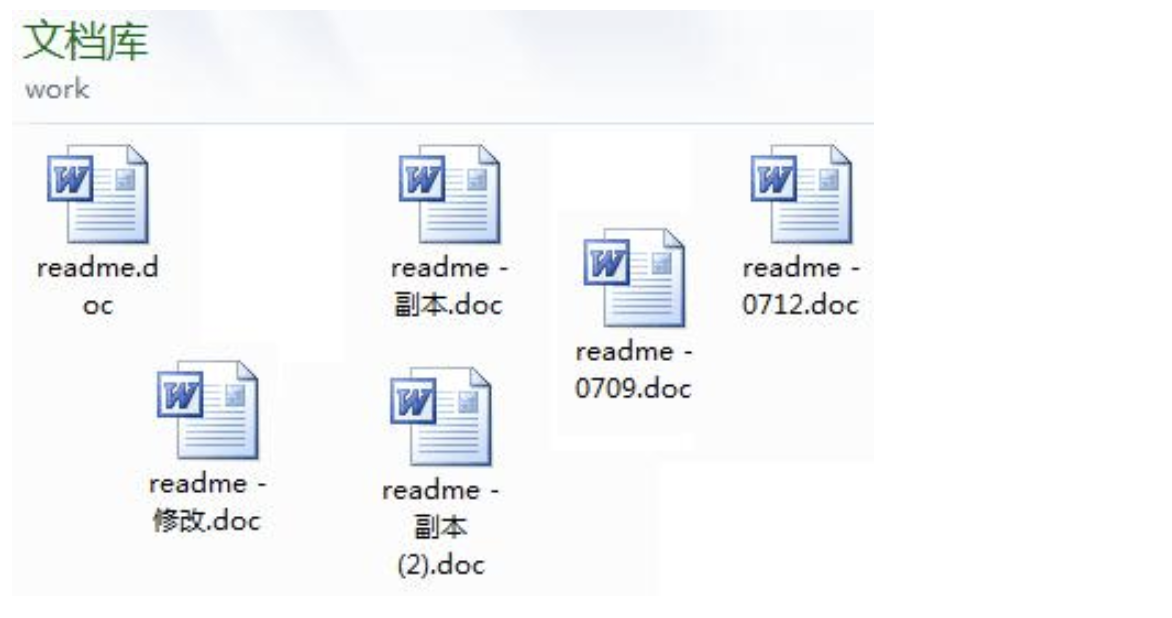 文档库
work
readme.d
oc
readme -
副本.doc
readme -
0709.doc
readme -
0712.doc
readme -
修改.doc
readme -
副本
(2).doc